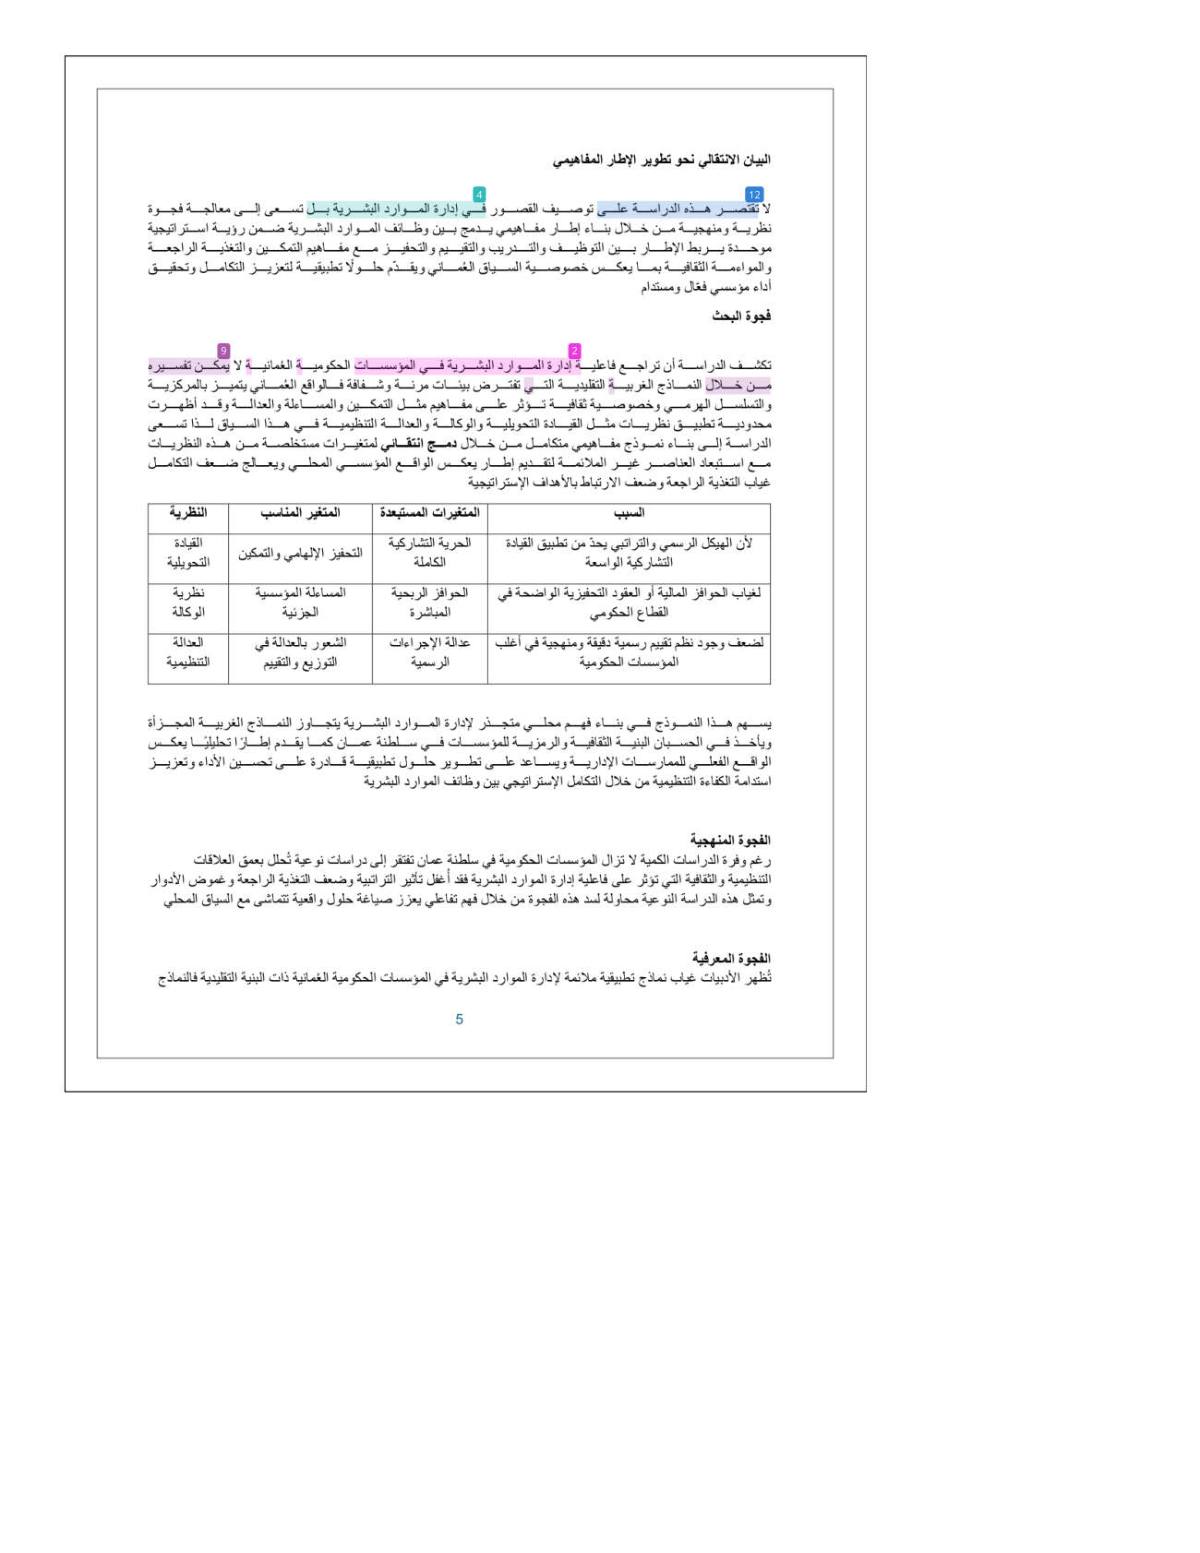 البيان الانتقالي نحو تطوير الإطار المفاهيمي
12
4
لا تقتصر هذه الدراسة على توصيف القصور في إدارة الموارد البشرية بل تسعى إلى معالجة فجوة
نظرية ومنهجية من خلال بناء إطار مفاهيمي يدمج بين وظائف الموارد البشرية ضمن رؤية استراتيجية
موحدة يربط الإطار بين التوظيف والتدريب والتقييم والتحفيز مع مفاهيم التمكين والتغذية الراجعة
والمواءمة الثقافية بما يعكس خصوصية السياق العُماني ويقدّم حلولًا تطبيقية لتعزيز التكامل وتحقيق
أداء مؤسسي فعّال ومستدام
فجوة البحث
2
9
تكشف الدراسة أن تراجع فاعلية إدارة الموارد البشرية في المؤسسات الحكومية العُمانية لا يمكن تفسيره
من خلال النماذج الغربية التقليدية التي تفترض بيئات مرنة وشفافة فالواقع العُماني يتميز بالمركزية
والتسلسل الهرمي وخصوصية ثقافية تؤثر على مفاهيم مثل التمكين والمساءلة والعدالة وقد أظهرت
محدودية تطبيق نظريات مثل القيادة التحويلية والوكالة والعدالة التنظيمية في هذا السياق لذا تسعى
الدراسة إلى بناء نموذج مفاهيمي متكامل من خلال دمج انتقائي لمتغيرات مستخلصة من هذه النظريات
مع استبعاد العناصر غير الملائمة لتقديم إطار يعكس الواقع المؤسسي المحلي ويعالج ضعف التكامل
غياب التغذية الراجعة وضعف الارتباط بالأهداف الإستراتيجية
السبب المتغيرات المستبعدة المتغير المناسب النظرية
لأن الهيكل الرسمي والتراتبي يحدّ من تطبيق القيادة الحرية التشاركية التحفيز الإلهامي والتمكين القيادة
التشاركية الواسعة الكاملة التحويلية
لغياب الحوافز المالية أو العقود التحفيزية الواضحة في الحوافز الربحية المساءلة المؤسسية نظرية
القطاع الحكومي المباشرة الجزئية الوكالة
لضعف وجود نظم تقييم رسمية دقيقة ومنهجية في أغلب عدالة الإجراءات الشعور بالعدالة في العدالة
المؤسسات الحكومية الرسمية التوزيع والتقييم التنظيمية
يسهم هذا النموذج في بناء فهم محلي متجذر لإدارة الموارد البشرية يتجاوز النماذج الغربية المجزأة
ويأخذ في الحسبان البنية الثقافية والرمزية للمؤسسات في سلطنة عمان كما يقدم إطارًا تحليليًا يعكس
الواقع الفعلي للممارسات الإدارية ويساعد على تطوير حلول تطبيقية قادرة على تحسين الأداء وتعزيز
استدامة الكفاءة التنظيمية من خلال التكامل الإستراتيجي بين وظائف الموارد البشرية
الفجوة المنهجية
رغم وفرة الدراسات الكمية لا تزال المؤسسات الحكومية في سلطنة عمان تفتقر إلى دراسات نوعية تُحلل بعمق العلاقات
التنظيمية والثقافية التي تؤثر على فاعلية إدارة الموارد البشرية فقد أُغفل تأثير التراتبية وضعف التغذية الراجعة وغموض الأدوار
وتمثل هذه الدراسة النوعية محاولة لسد هذه الفجوة من خلال فهم تفاعلي يعزز صياغة حلول واقعية تتماشى مع السياق المحلي
الفجوة المعرفية
تُظهر الأدبيات غياب نماذج تطبيقية ملائمة لإدارة الموارد البشرية في المؤسسات الحكومية العُمانية ذات البنية التقليدية فالنماذج
5